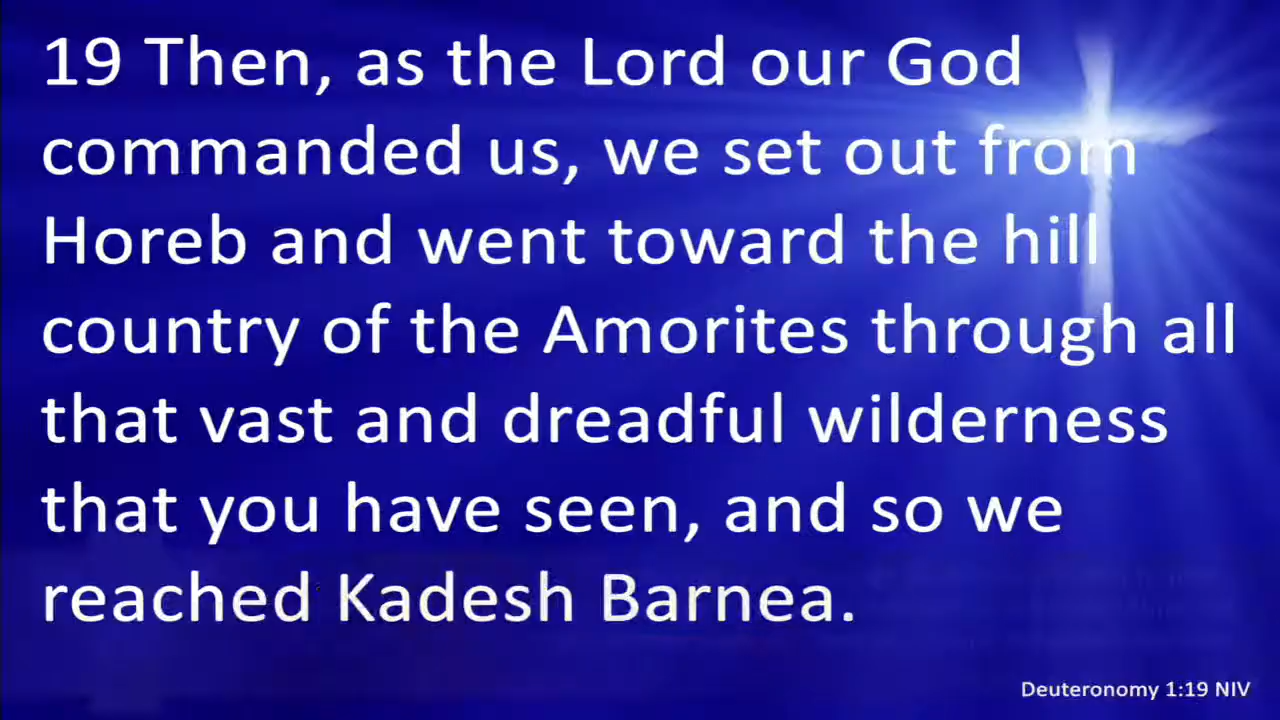 19 Then, as the Lord our God
commanded us, we set out from
Horeb and went toward the hill
country of the Amorites through all
that vast and dreadful wilderness
that you have seen, and so we
reached Kadesh Barnea.
Deuteronomy 1:19 NIV